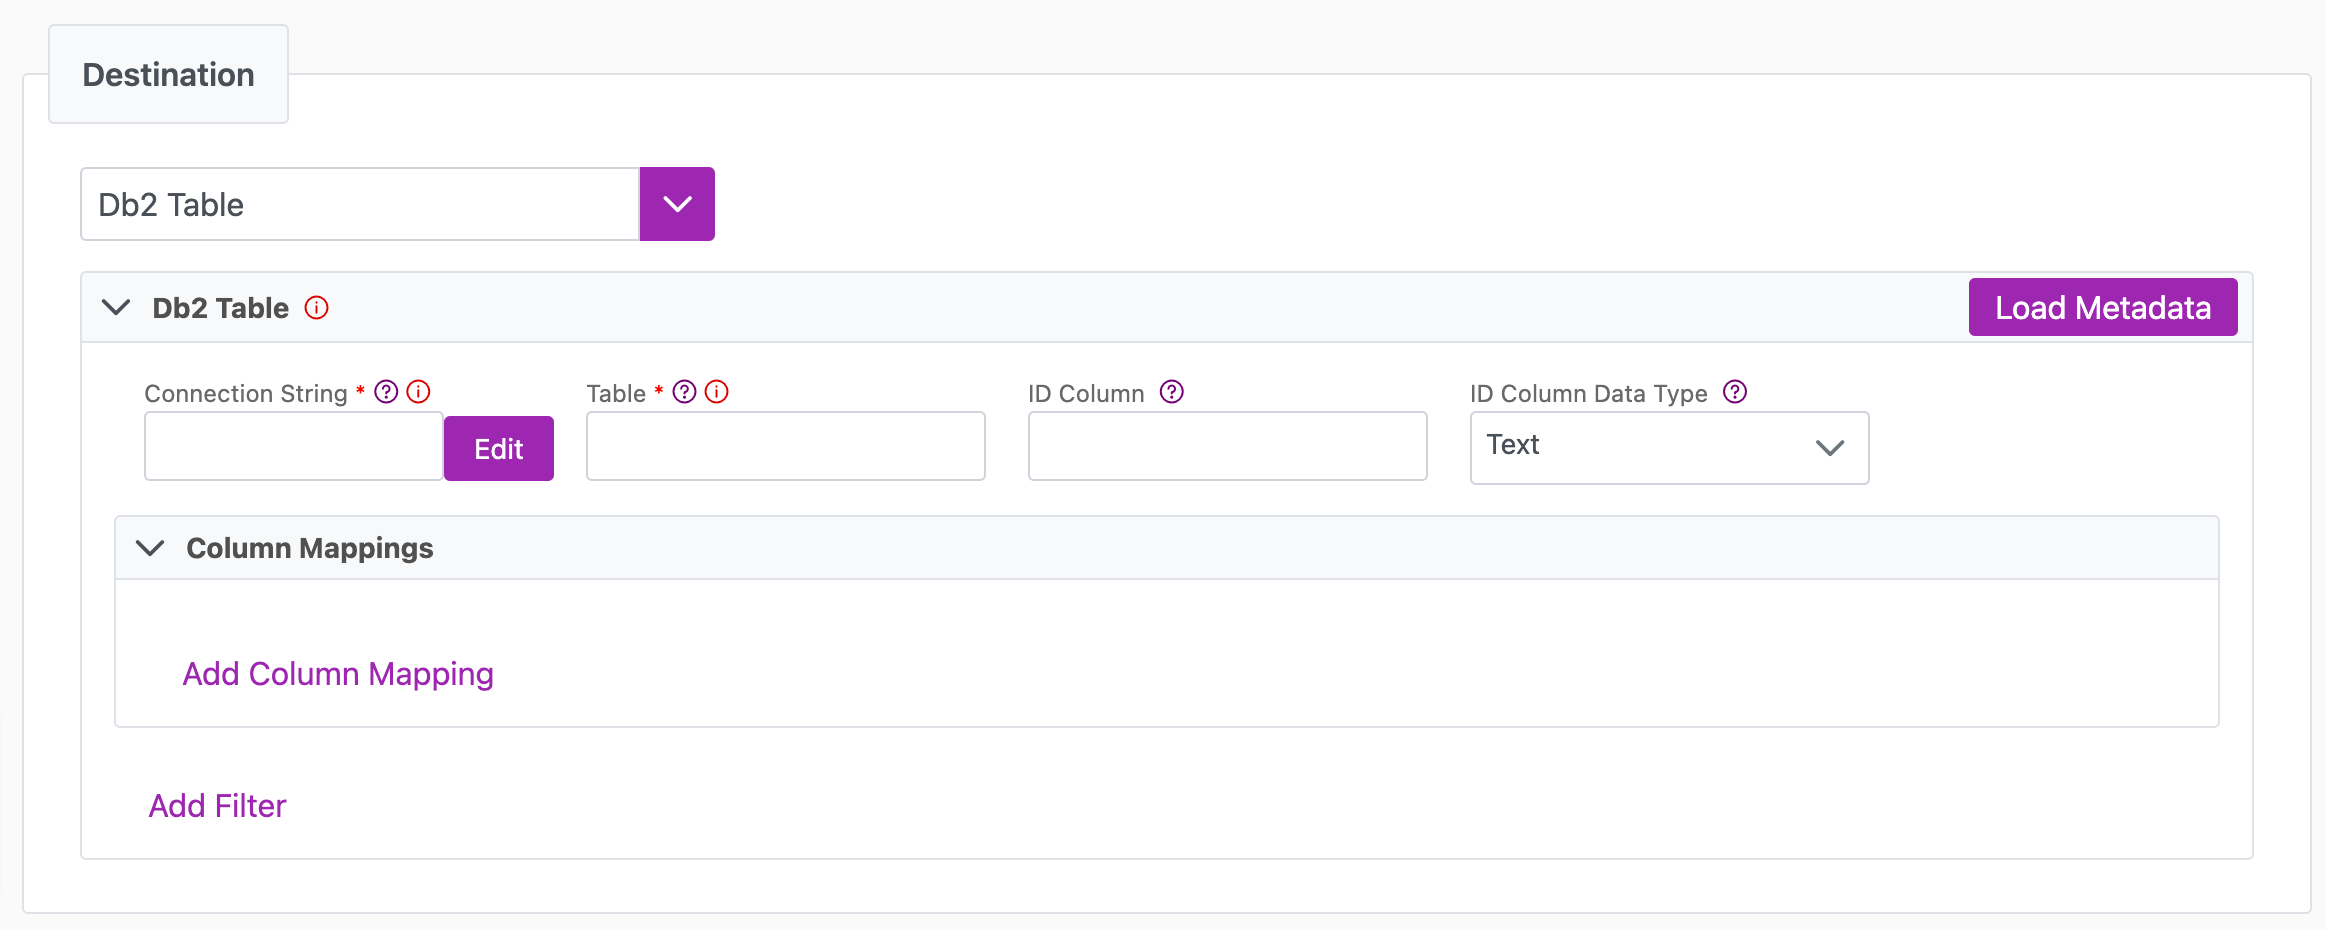 Destination
Db2 Table
Db2 Table
Load Metadata
Connection String * Table * ID Column ID Column Data Type
Edit Text
Column Mappings
Add Column Mapping
Add Filter